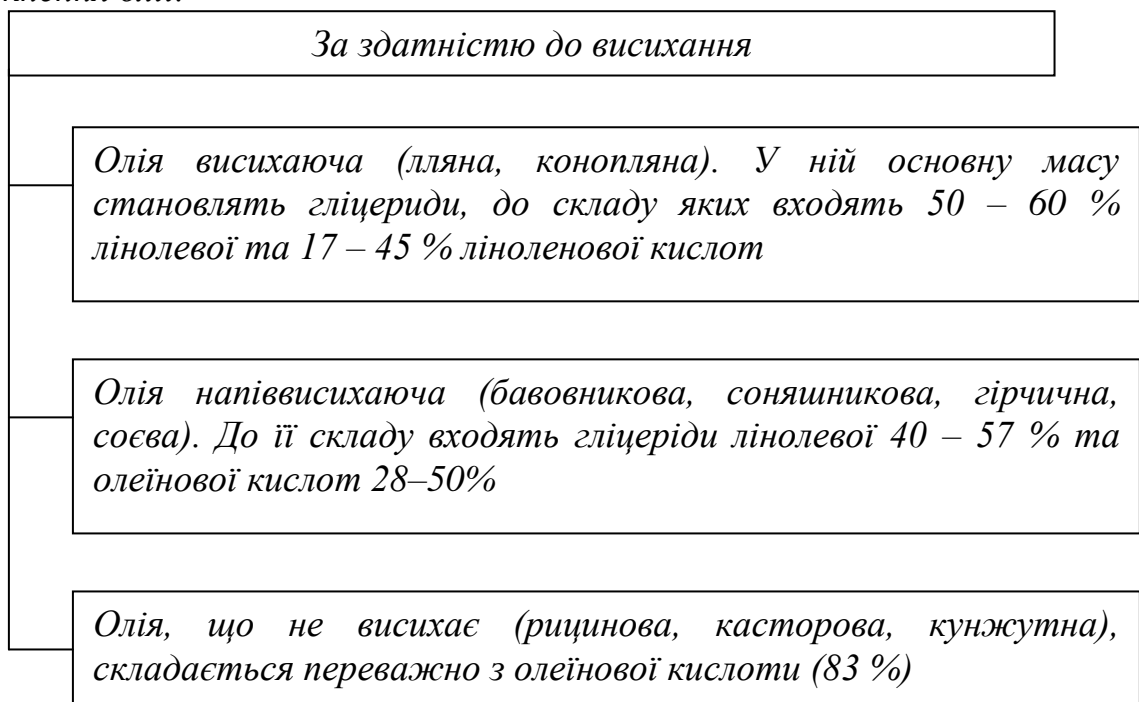 За здатністю до висихання
Олія висихаюча (лляна, конопляна). У ній основну масу
становлять гліцериди, до складу яких входять 50 – 60 %
лінолевої та 17 – 45 % ліноленової кислот
Олія напіввисихаюча (бавовникова, соняшникова, гірчична,
соєва). До її складу входять гліцеріди лінолевої 40 – 57 % та
олеїнової кислот 28–50%
Олія, що не висихає (рицинова, касторова, кунжутна),
складається переважно з олеїнової кислоти (83 %)